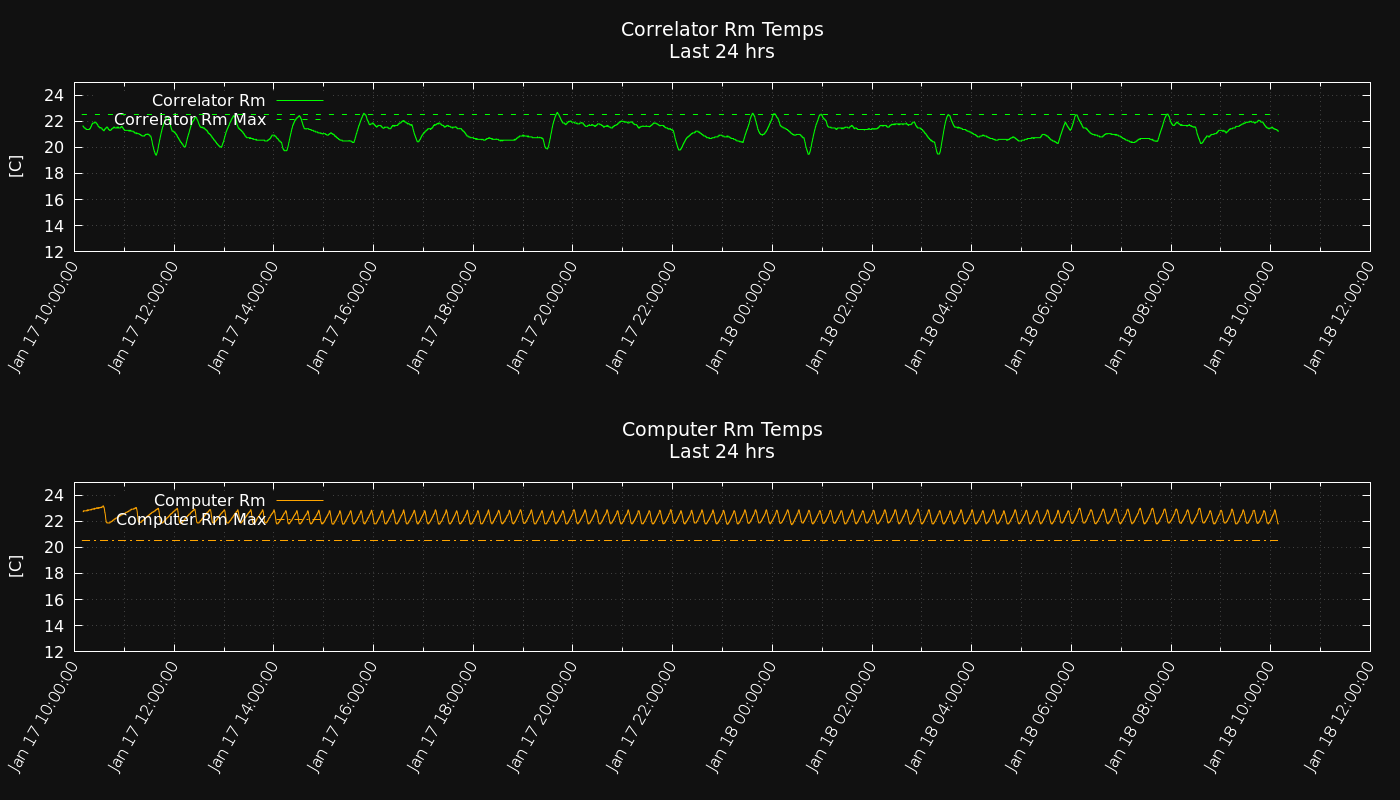 Correlator Rm Temps
Last 24 hrs
24
22
20
18
16
14
12
[C]
Correlator Rm
Correlator Rm Max
Jan 17 10:00:00
Jan 17 12:00:00
Jan 17 14:00:00
Jan 17 16:00:00
Jan 17 18:00:00
Jan 17 20:00:00
Jan 17 22:00:00
Jan 18 00:00:00
Jan 18 02:00:00
Jan 18 04:00:00
Jan 18 06:00:00
Jan 18 08:00:00
Jan 18 10:00:00
Jan 18 12:00:00
Computer Rm Temps
Last 24 hrs
24
22
20
18
16
14
12
[C]
Computer Rm
Computer Rm Max
Jan 17 10:00:00
Jan 17 12:00:00
Jan 17 14:00:00
Jan 17 16:00:00
Jan 17 18:00:00
Jan 17 20:00:00
Jan 17 22:00:00
Jan 18 00:00:00
Jan 18 02:00:00
Jan 18 04:00:00
Jan 18 06:00:00
Jan 18 08:00:00
Jan 18 10:00:00
Jan 18 12:00:00